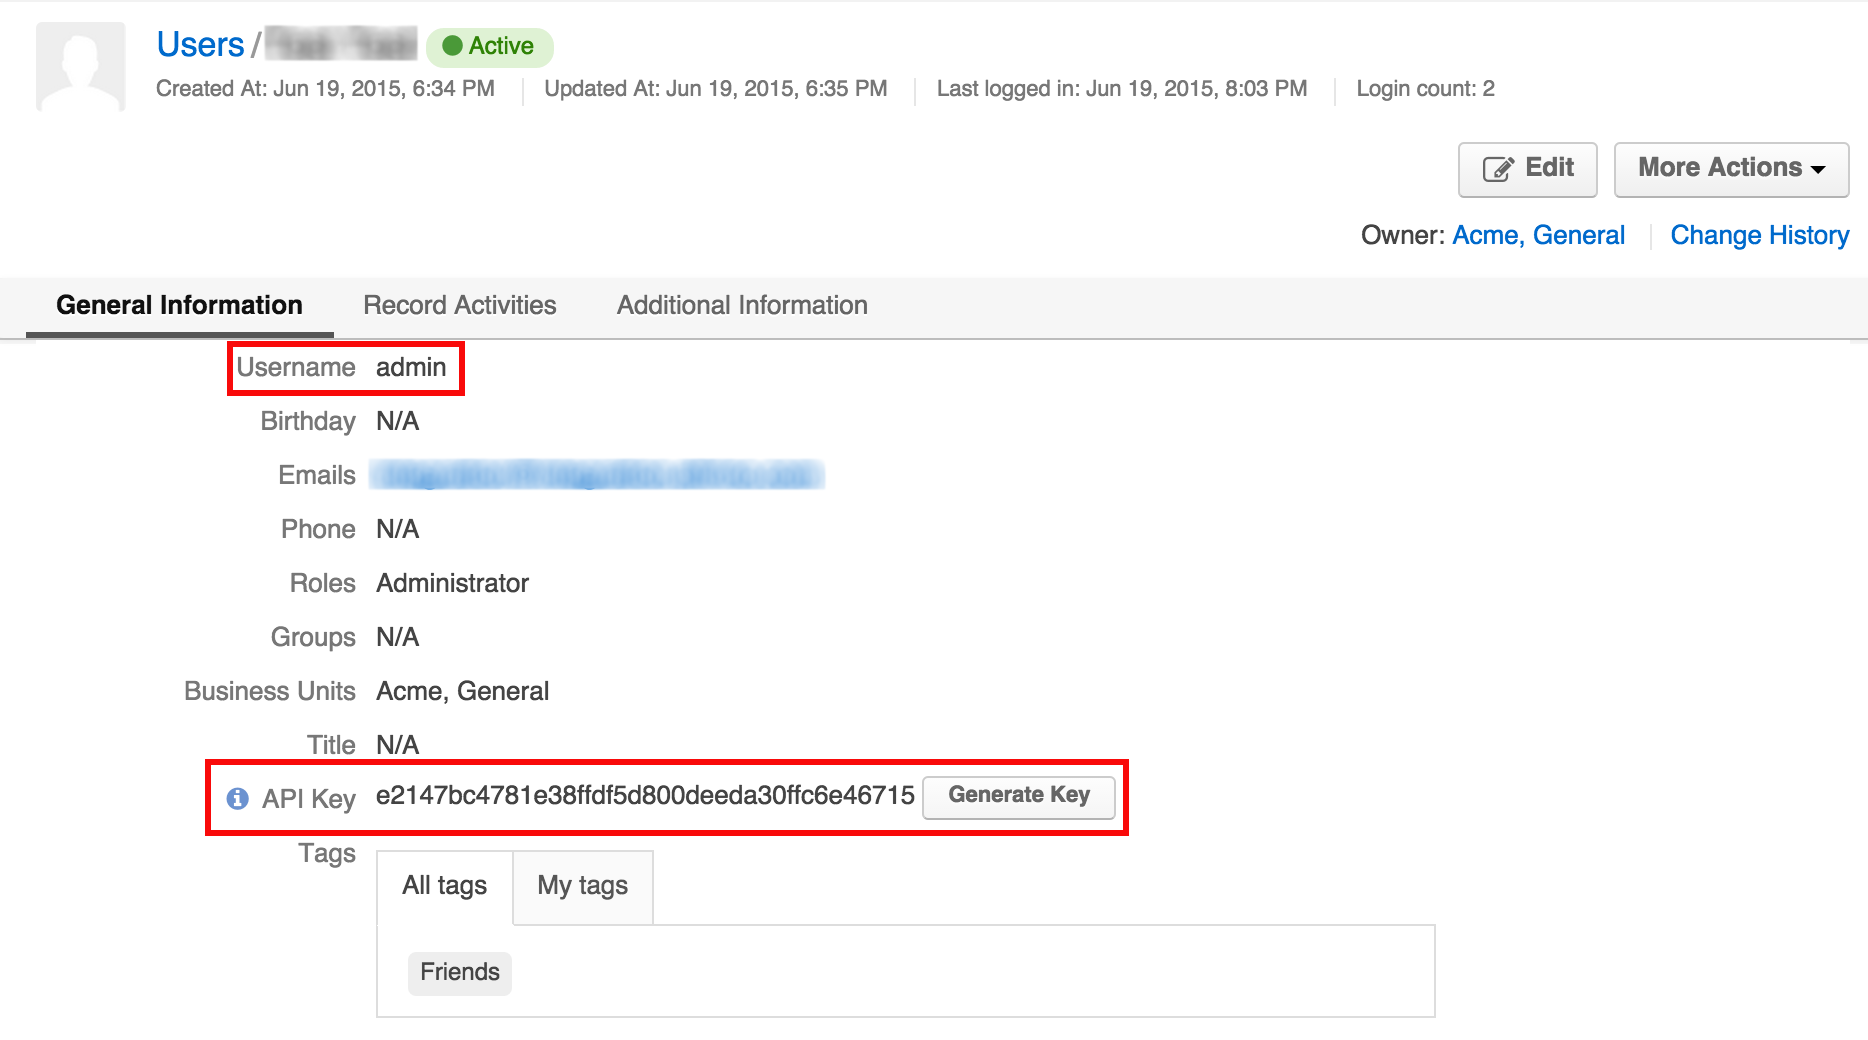 Users /
Active
Created At: Jun 19, 2015, 6:34 PM
Updated At: Jun 19, 2015, 6:35 PM
Last logged in: Jun 19, 2015, 8:03 PM
Login count: 2
Edit
More Actions
Owner: Acme, General
Change History
General Information
Record Activities
Additional Information
Username admin
Birthday N/A
Emails
Phone N/A
Roles Administrator
Groups N/A
Business Units Acme, General
Title N/A
API Key e2147bc4781e38ffdf5d800deeda30ffc6e46715 Generate Key
Tags
All tags
My tags
Friends